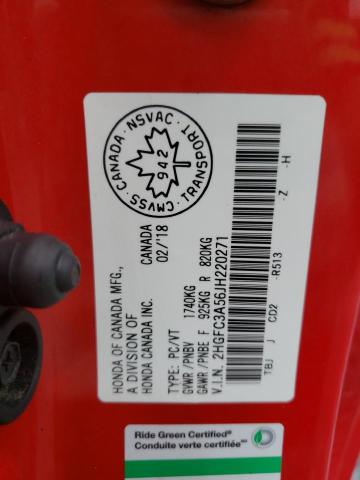 CMVSS · CANADA · NSVAC · TRANSPORT
942
HONDA OF CANADA MFG., CANADA
A DIVISION OF 02/'18
HONDA CANADA INC.
TYPE: PC/VT
GVWR/PNBV 1740KG
GAWR/PNBE F 925KG R 820KG
V.I.N. 2HGFC3A56JH220271
TBJ J CD2 -R513 -Z -H
Ride Green Certified®
Conduite verte certifiée